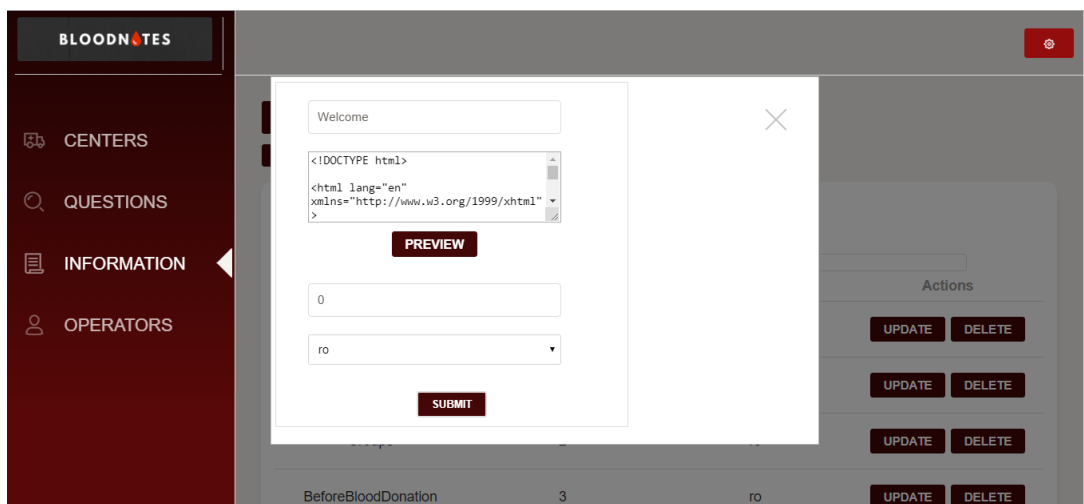 BLOODNOTES
CENTERS
QUESTIONS
INFORMATION
OPERATORS
Welcome
<!DOCTYPE html>
<html lang="en"
xmlns="http://www.w3.org/1999/xhtml"
>
PREVIEW
0
ro
SUBMIT
Actions
UPDATE DELETE
UPDATE DELETE
UPDATE DELETE
BeforeBloodDonation 3 ro UPDATE DELETE